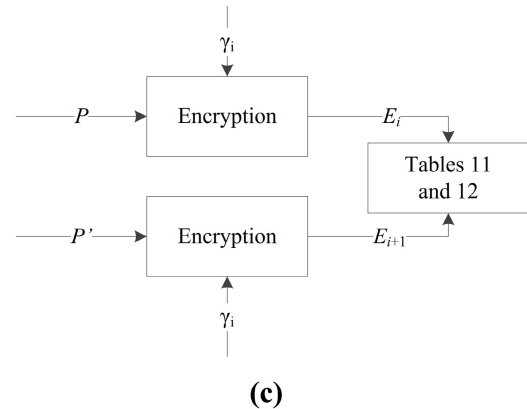 γi
P
Encryption
Ei
Tables 11
and 12
P’
Encryption
Ei+1
γi
(c)